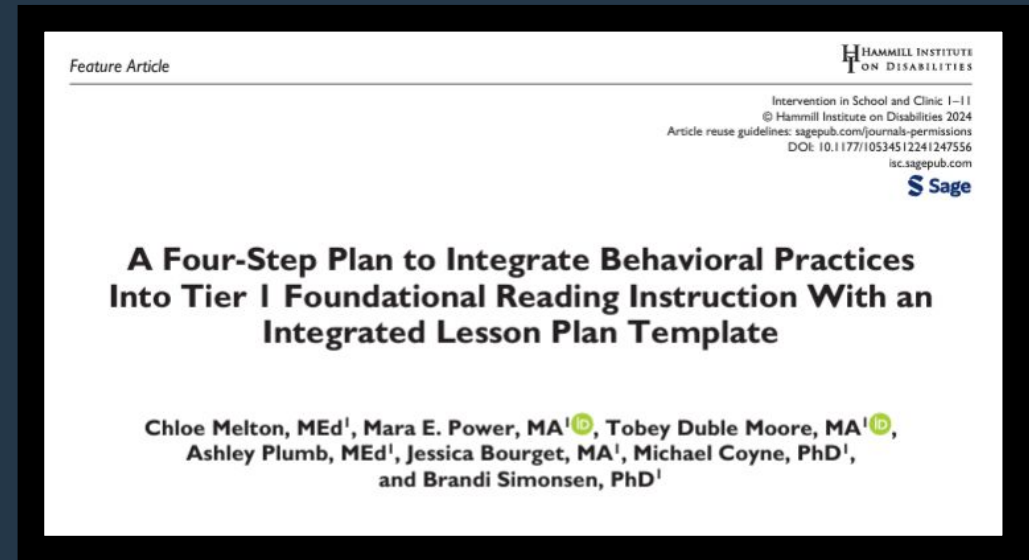 Feature Article
HAMMILL INSTITUTE
ON DISABILITIES
Intervention in School and Clinic 1–11
© Hammill Institute on Disabilities 2024
Article reuse guidelines: sagepub.com/journals-permissions
DOI: 10.1177/10534512241247556
isc.sagepub.com
S Sage
A Four-Step Plan to Integrate Behavioral Practices
Into Tier 1 Foundational Reading Instruction With an
Integrated Lesson Plan Template
Chloe Melton, MEd¹, Mara E. Power, MA¹ iD, Tobey Duble Moore, MA¹ iD,
Ashley Plumb, MEd¹, Jessica Bourget, MA¹, Michael Coyne, PhD¹,
and Brandi Simonsen, PhD¹